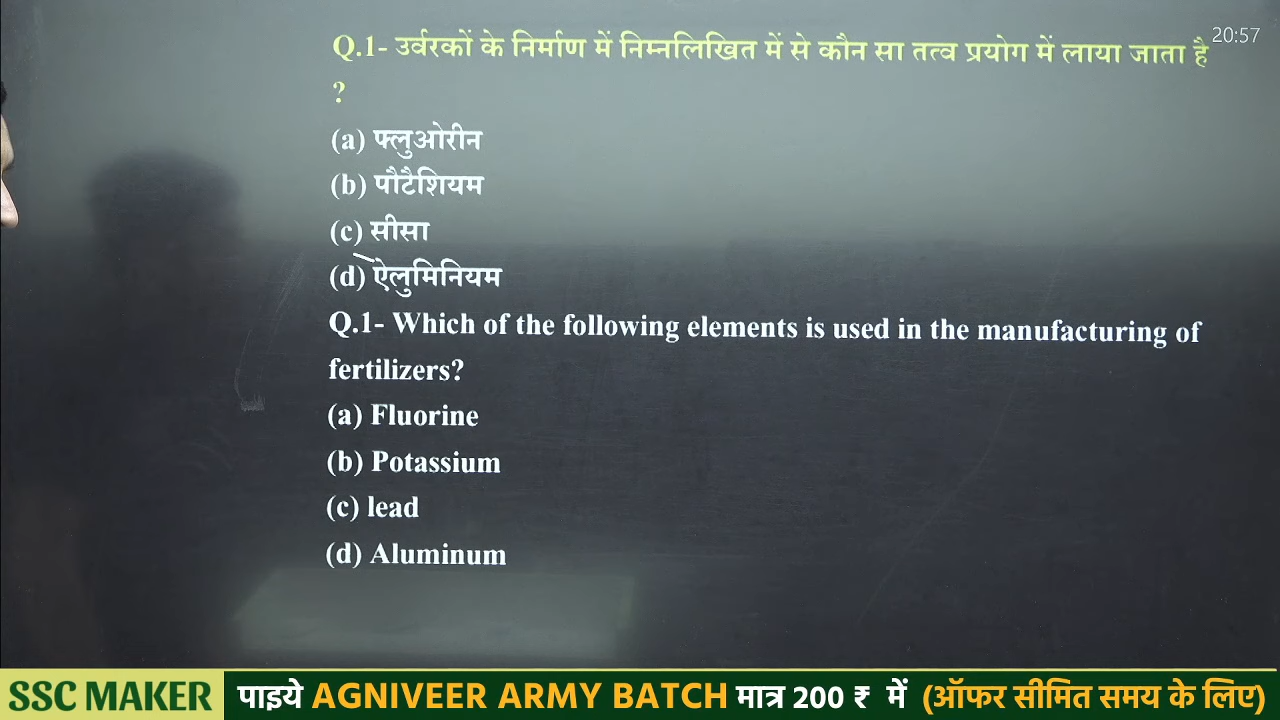 Q.1- उर्वरकों के निर्माण में निम्नलिखित में से कौन सा तत्व प्रयोग में लाया जाता है
20:57
?
(a) फ्लुओरीन
(b) पौटैशियम
(c) सीसा
(d) ऐलुमिनियम
Q.1- Which of the following elements is used in the manufacturing of
fertilizers?
(a) Fluorine
(b) Potassium
(c) lead
(d) Aluminum
SSC MAKER पाइये AGNIVEER ARMY BATCH मात्र 200 ₹ में (ऑफर सीमित समय के लिए)